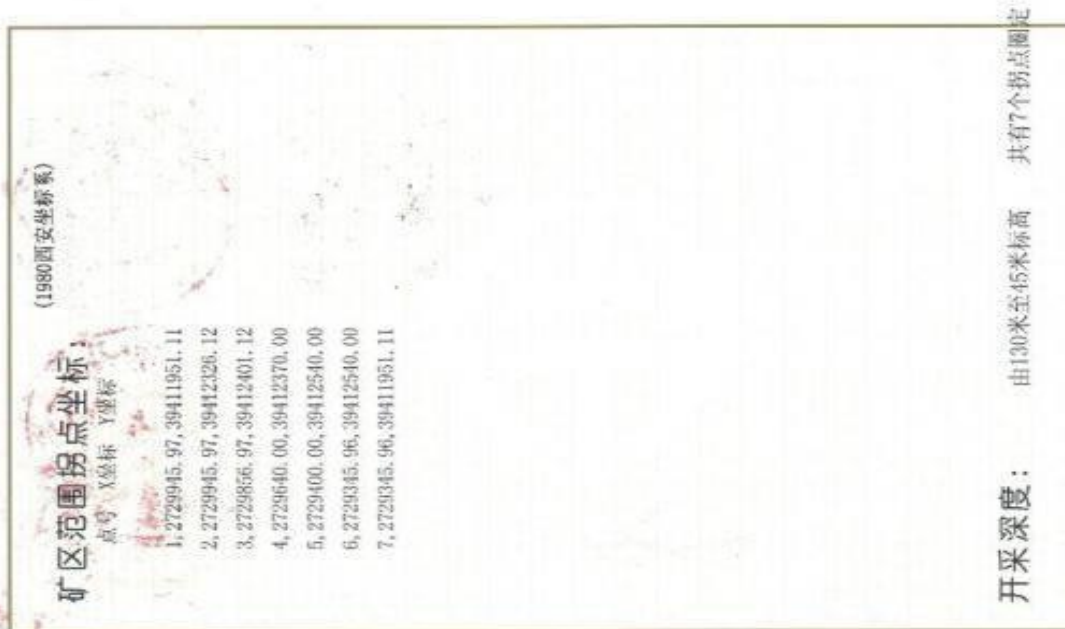 (1980西安坐标系)
矿区范围拐点坐标：
点号 X坐标 Y坐标
1,2729945.97,39411951.11
2,2729945.97,39412326.12
3,2729856.97,39412401.12
4,2729640.00,39412370.00
5,2729400.00,39412540.00
6,2729345.96,39412540.00
7,2729345.96,39411951.11
开采深度： 由130米至45米标高 共有7个拐点圈定